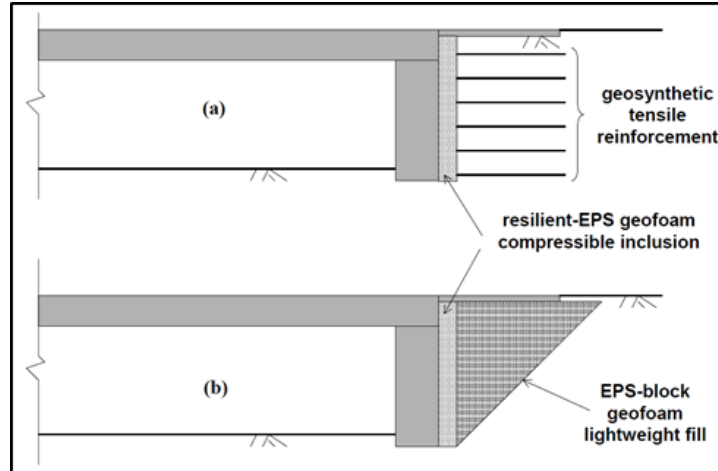 (a)
geosynthetic
tensile
reinforcement
resilient-EPS geofoam
compressible inclusion
(b)
EPS-block
geofoam
lightweight fill